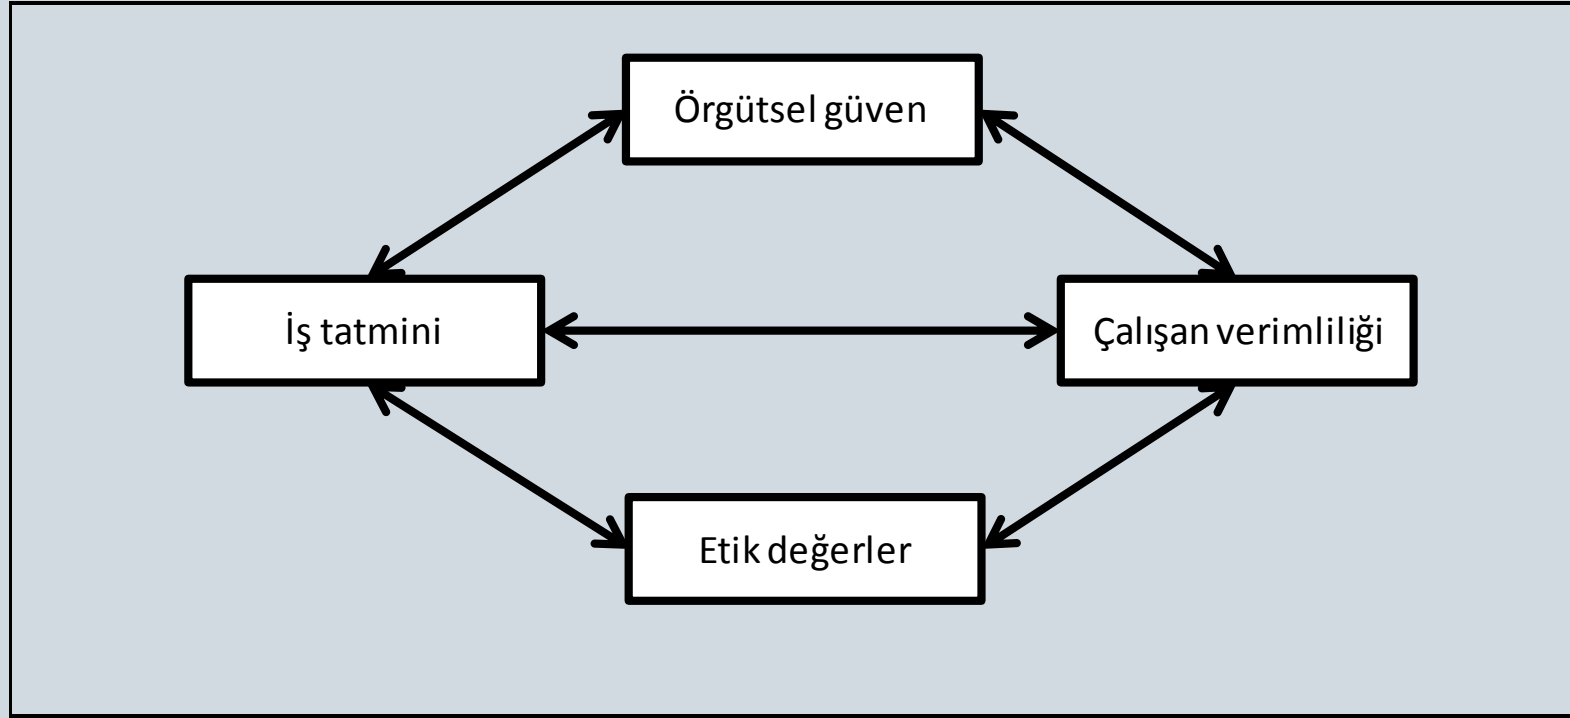 Örgütsel güven
İş tatmini
Çalışan verimliliği
Etik değerler